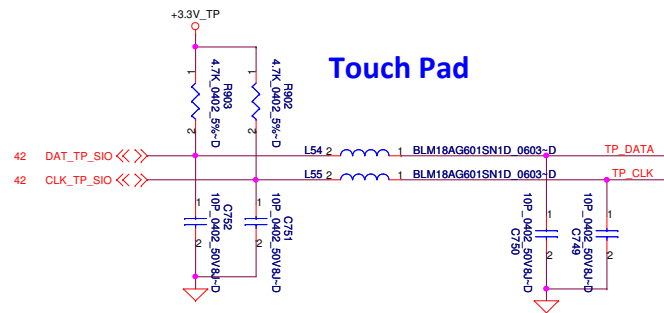 +3.3V_TP
Touch Pad
1
1
R903
4.7K_0402_5%~D
R902
4.7K_0402_5%~D
2
2
42 DAT_TP_SIO
L54 2
1 BLM18AG601SN1D_0603~D
TP_DATA
42 CLK_TP_SIO
L55 2
1 BLM18AG601SN1D_0603~D
TP_CLK
1
C752
10P_0402_50V8J~D
2
1
C751
10P_0402_50V8J~D
2
1
10P_0402_50V8J~D
C750
2
1
10P_0402_50V8J~D
C749
2